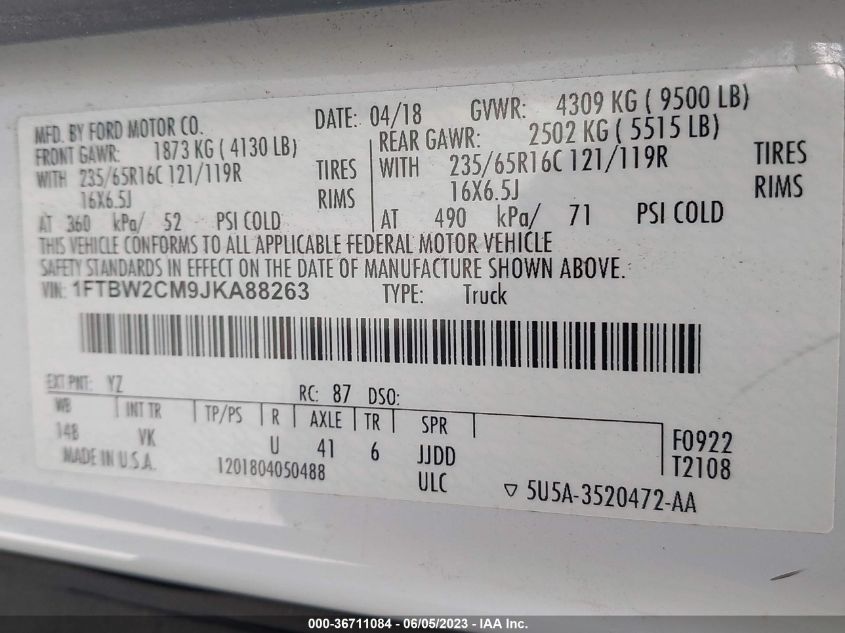 MFD. BY FORD MOTOR CO.
DATE: 04/18 GVWR: 4309 KG ( 9500 LB)
FRONT GAWR: 1873 KG ( 4130 LB) REAR GAWR: 2502 KG ( 5515 LB)
WITH 235/65R16C 121/119R TIRES WITH 235/65R16C 121/119R TIRES
16X6.5J RIMS 16X6.5J RIMS
AT 360 kPa/ 52 PSI COLD AT 490 kPa/ 71 PSI COLD
THIS VEHICLE CONFORMS TO ALL APPLICABLE FEDERAL MOTOR VEHICLE
SAFETY STANDARDS IN EFFECT ON THE DATE OF MANUFACTURE SHOWN ABOVE.
VIN: 1FTBW2CM9JKA88263 TYPE: Truck
EXT PNT: YZ RC: 87 DSO:
WB INT TR TP/PS R AXLE TR SPR
148 VK U 41 6 JJDD F0922
MADE IN U.S.A. 1201804050488 ULC T2108
▽ 5U5A-3520472-AA
000-36711084 - 06/05/2023 - IAA Inc.